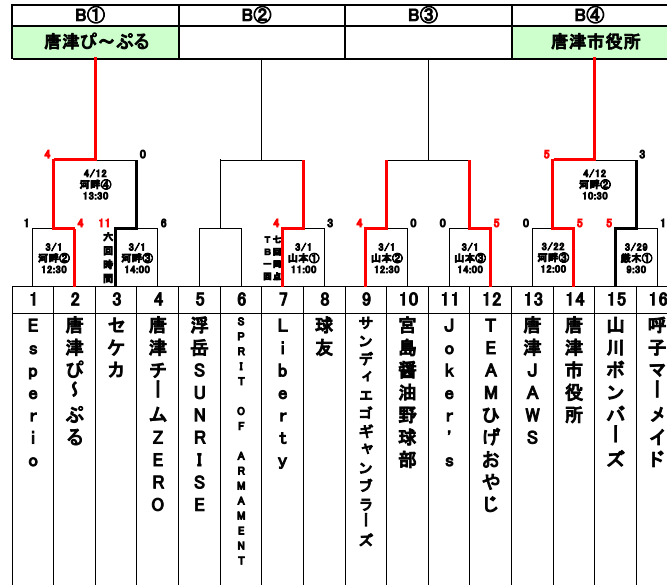 B① B② B③ B④
唐津ぴ～ぷる 唐津市役所
4 0 5 3
4/12 河畔④ 13:30
4/12 河畔② 10:30
1 4 11 6 4 3 4 0 0 5 5 5 1
3/1 河畔② 12:30
六回時間
3/1 河畔③ 14:00
七回同点 TB一回
3/1 山本① 11:00
3/1 山本② 12:30
3/1 山本③ 14:00
3/22 河畔③ 12:00
3/29 厳木① 9:30
1 2 3 4 5 6 7 8 9 10 11 12 13 14 15 16
Esperio
唐津ぴ～ぷる
セケカ
唐津チームZERO
浮岳SUNRISE
SPRIT OF ARMAMENT
Liberty
球友
サンディエゴギャンブラーズ
宮島醤油野球部
Joker's
TEAMひげおやじ
唐津JAWS
唐津市役所
山川ボンバーズ
呼子マーメイド